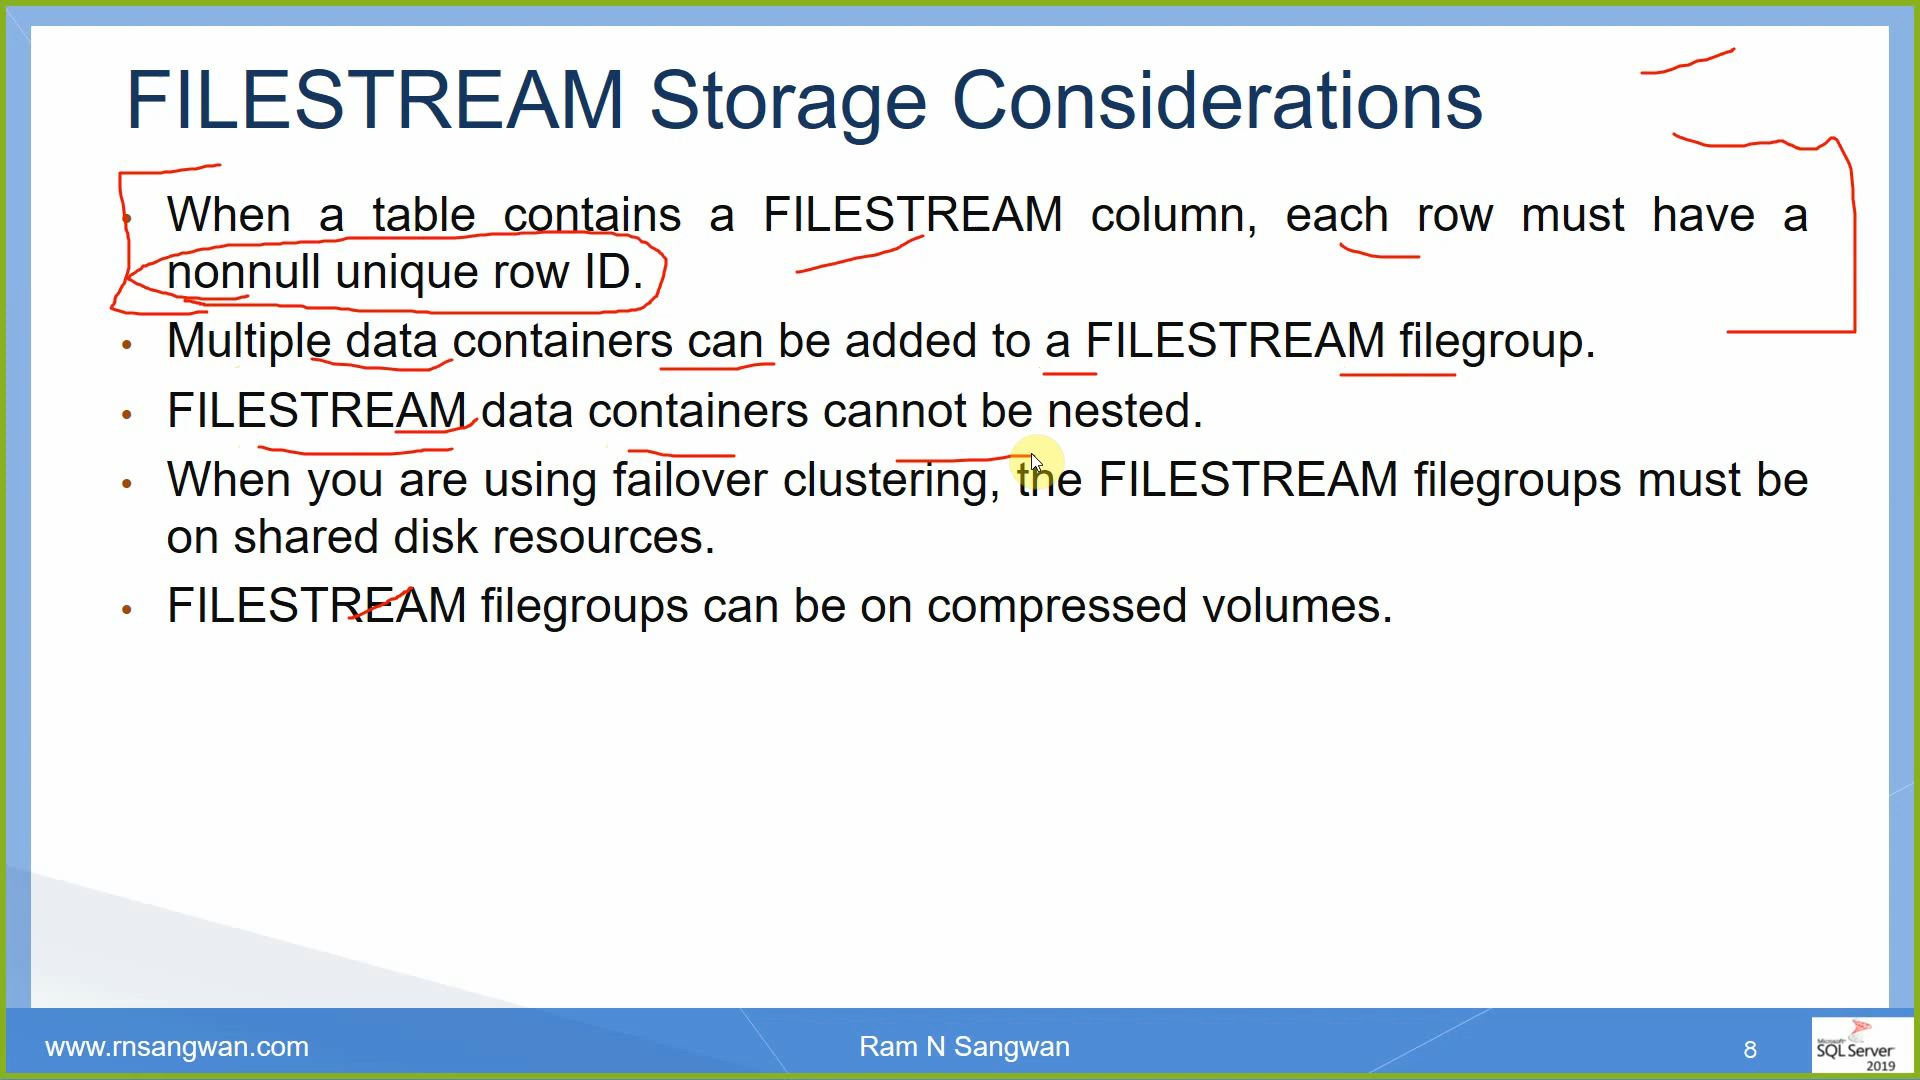 FILESTREAM Storage Considerations
• When a table contains a FILESTREAM column, each row must have a
nonnull unique row ID.
• Multiple data containers can be added to a FILESTREAM filegroup.
• FILESTREAM data containers cannot be nested.
• When you are using failover clustering, the FILESTREAM filegroups must be
on shared disk resources.
• FILESTREAM filegroups can be on compressed volumes.
www.rnsangwan.com
Ram N Sangwan
8
Microsoft
SQL Server
2019